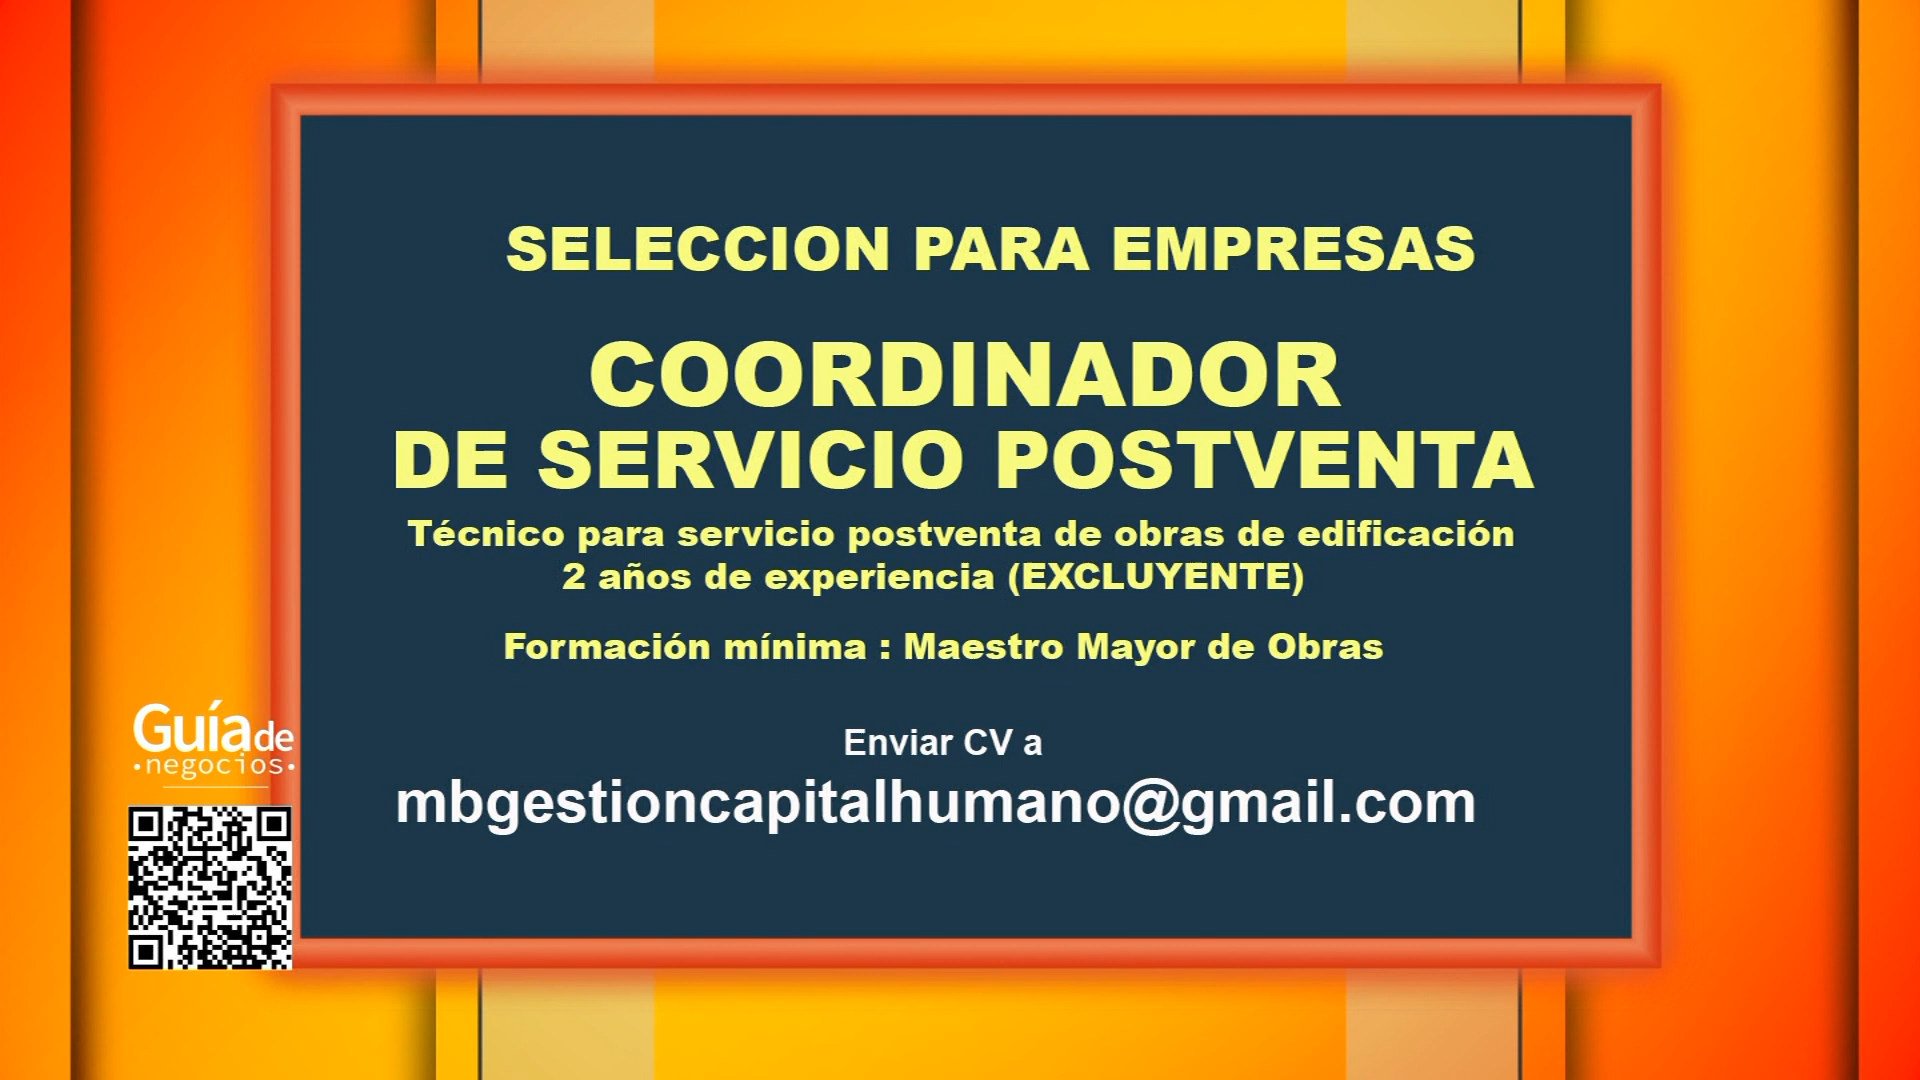 SELECCION PARA EMPRESAS
COORDINADOR
DE SERVICIO POSTVENTA
Técnico para servicio postventa de obras de edificación
2 años de experiencia (EXCLUYENTE)
Formación mínima : Maestro Mayor de Obras
Enviar CV a
mbgestioncapitalhumano@gmail.com
Guía de
•negocios•